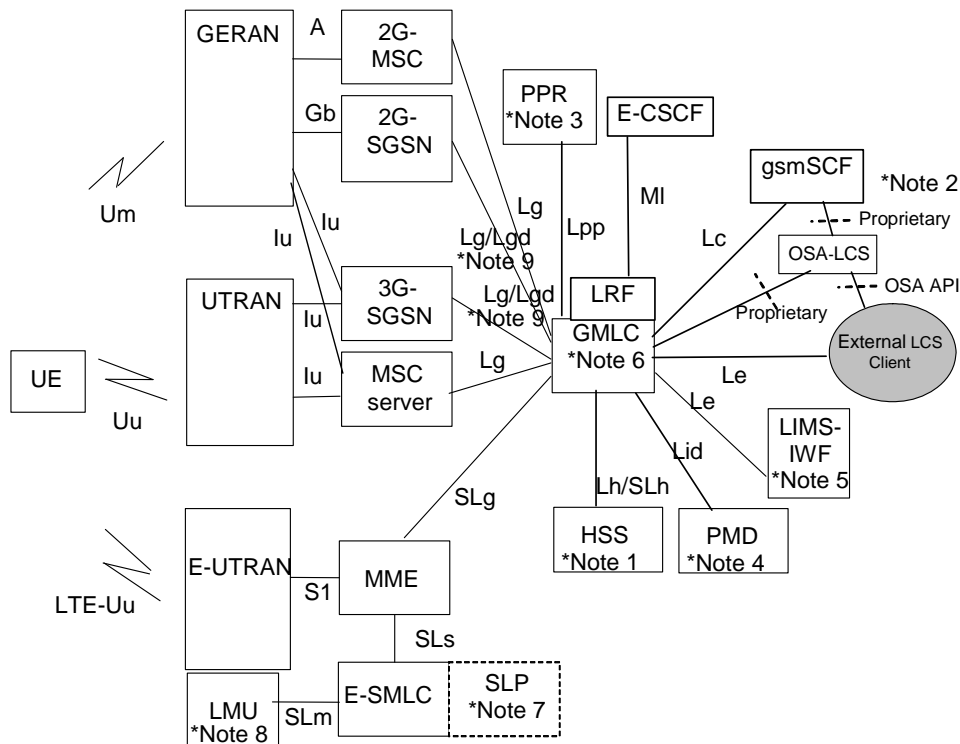 GERAN
A
2G-
MSC
Gb
2G-
SGSN
PPR
*Note 3
E-CSCF
gsmSCF
*Note 2
Um
Iu
Iu
Lg
Lg/Lgd
*Note 9
Lpp
Ml
Lc
Proprietary
OSA-LCS
UTRAN
Iu
3G-
SGSN
Lg/Lgd
*Note 9
LRF
GMLC
*Note 6
Proprietary
OSA API
UE
Uu
Iu
MSC
server
Lg
Le
External LCS
Client
Le
LIMS-
IWF
*Note 5
SLg
Lh/SLh
Lid
HSS
*Note 1
PMD
*Note 4
LTE-Uu
E-UTRAN
S1
MME
SLs
LMU
*Note 8
SLm
E-SMLC
SLP
*Note 7